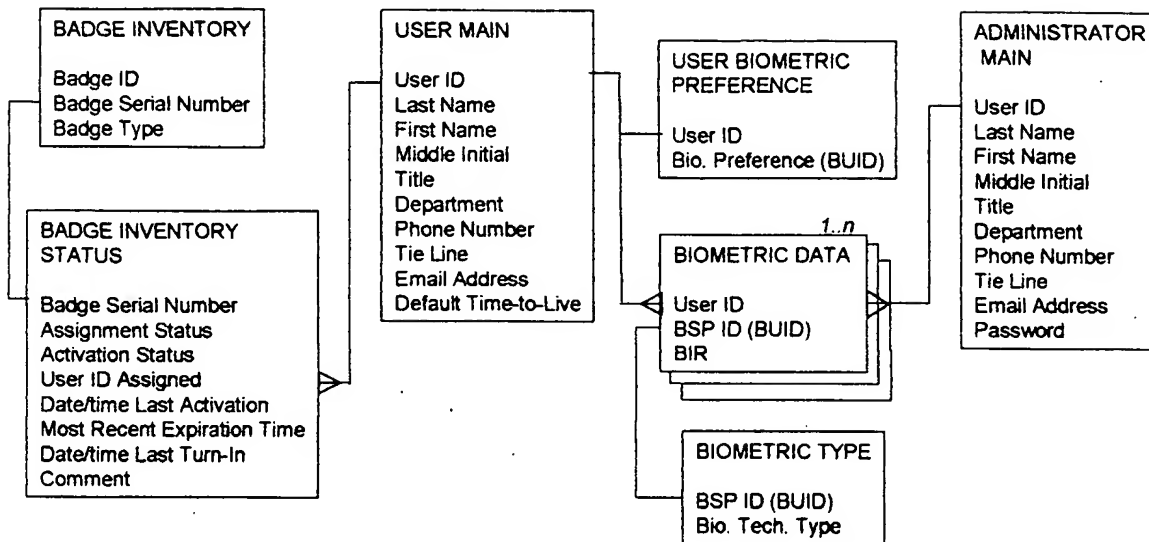 BADGE INVENTORY
Badge ID
Badge Serial Number
Badge Type
BADGE INVENTORY
STATUS
Badge Serial Number
Assignment Status
Activation Status
User ID Assigned
Date/time Last Activation
Most Recent Expiration Time
Date/time Last Turn-In
Comment
USER MAIN
User ID
Last Name
First Name
Middle Initial
Title
Department
Phone Number
Tie Line
Email Address
Default Time-to-Live
USER BIOMETRIC
PREFERENCE
User ID
Bio. Preference (BUID)
1..n
BIOMETRIC DATA
User ID
BSP ID (BUID)
BIR
BIOMETRIC TYPE
BSP ID (BUID)
Bio. Tech. Type
ADMINISTRATOR
MAIN
User ID
Last Name
First Name
Middle Initial
Title
Department
Phone Number
Tie Line
Email Address
Password